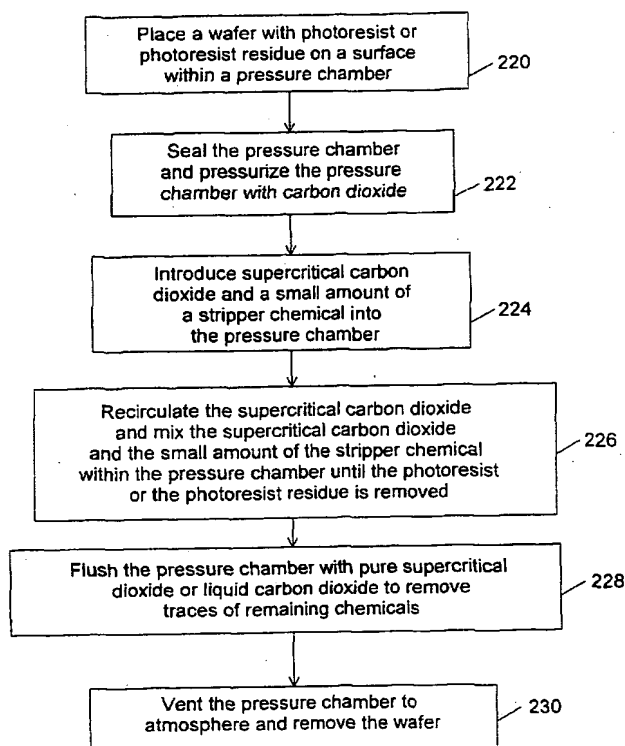 Place a wafer with photoresist or
photoresist residue on a surface
within a pressure chamber
220
Seal the pressure chamber
and pressurize the pressure
chamber with carbon dioxide
222
Introduce supercritical carbon
dioxide and a small amount of
a stripper chemical into
the pressure chamber
224
Recirculate the supercritical carbon dioxide
and mix the supercritical carbon dioxide
and the small amount of the stripper chemical
within the pressure chamber until the photoresist
or the photoresist residue is removed
226
Flush the pressure chamber with pure supercritical
dioxide or liquid carbon dioxide to remove
traces of remaining chemicals
228
Vent the pressure chamber to
atmosphere and remove the wafer
230